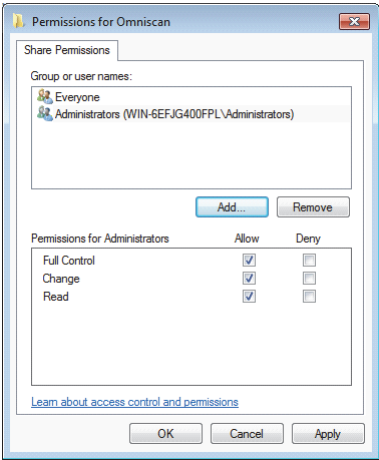 Permissions for Omniscan
Share Permissions
Group or user names:
Everyone
Administrators (WIN-6EFJG400FPL\Administrators)
Add... Remove
Permissions for Administrators Allow Deny
Full Control
Change
Read
Learn about access control and permissions
OK Cancel Apply